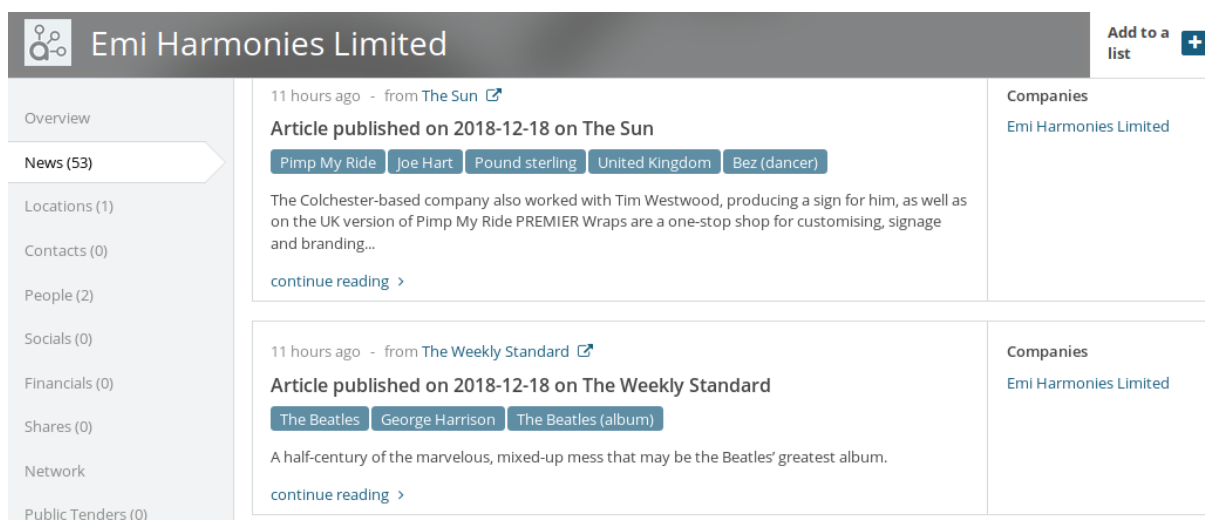 Emi Harmonies Limited
Add to a
list
Overview
News (53)
Locations (1)
Contacts (0)
People (2)
Socials (0)
Financials (0)
Shares (0)
Network
Public Tenders (0)
11 hours ago - from The Sun
Article published on 2018-12-18 on The Sun
Pimp My Ride Joe Hart Pound sterling United Kingdom Bez (dancer)
The Colchester-based company also worked with Tim Westwood, producing a sign for him, as well as
on the UK version of Pimp My Ride PREMIER Wraps are a one-stop shop for customising, signage
and branding...
continue reading >
Companies
Emi Harmonies Limited
11 hours ago - from The Weekly Standard
Article published on 2018-12-18 on The Weekly Standard
The Beatles George Harrison The Beatles (album)
A half-century of the marvelous, mixed-up mess that may be the Beatles’ greatest album.
continue reading >
Companies
Emi Harmonies Limited